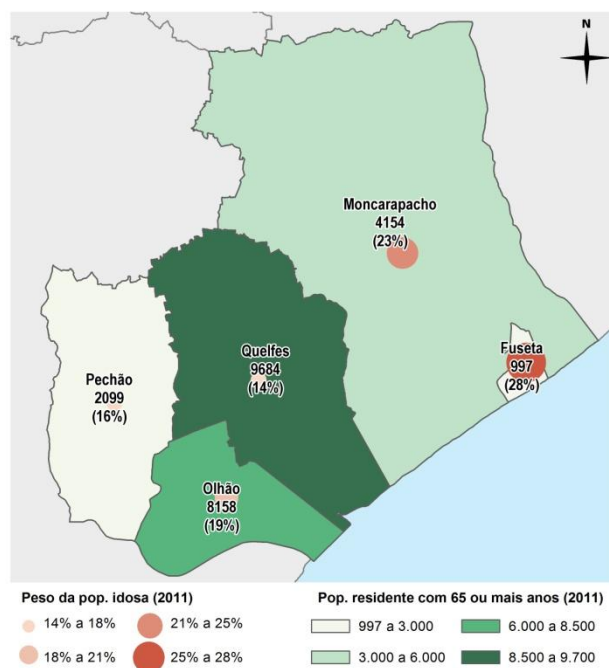 N
Moncarapacho
4154
(23%)
Fuseta
997
(28%)
Quelfes
9684
(14%)
Pechão
2099
(16%)
Olhão
8158
(19%)
Peso da pop. idosa (2011)
14% a 18%
21% a 25%
18% a 21%
25% a 28%
Pop. residente com 65 ou mais anos (2011)
997 a 3.000
6.000 a 8.500
3.000 a 6.000
8.500 a 9.700